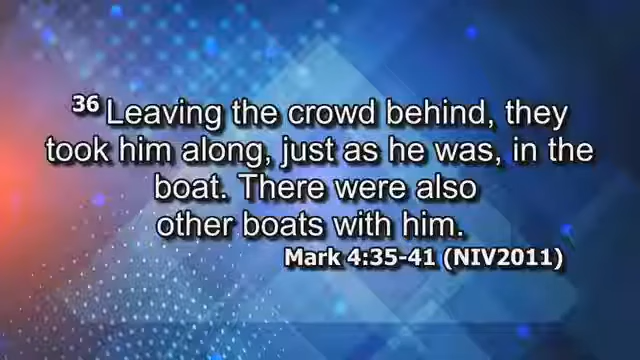 36 Leaving the crowd behind, they
took him along, just as he was, in the
boat. There were also
other boats with him.
Mark 4:35-41 (NIV2011)